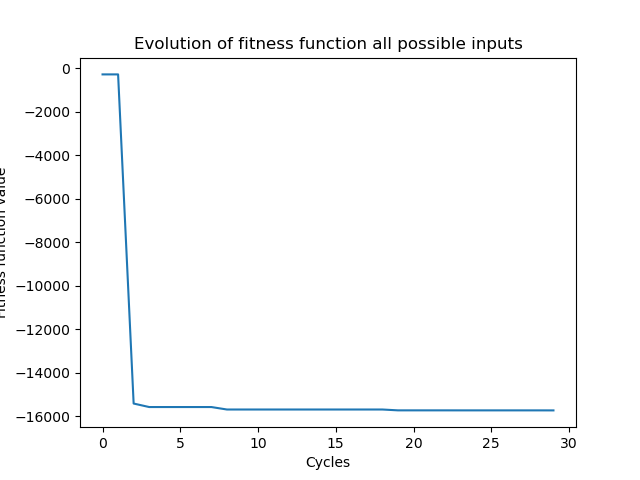 Evolution of fitness function all possible inputs
0
−2000
−4000
−6000
−8000
−10000
−12000
−14000
−16000
Fitness function value
0 5 10 15 20 25 30
Cycles